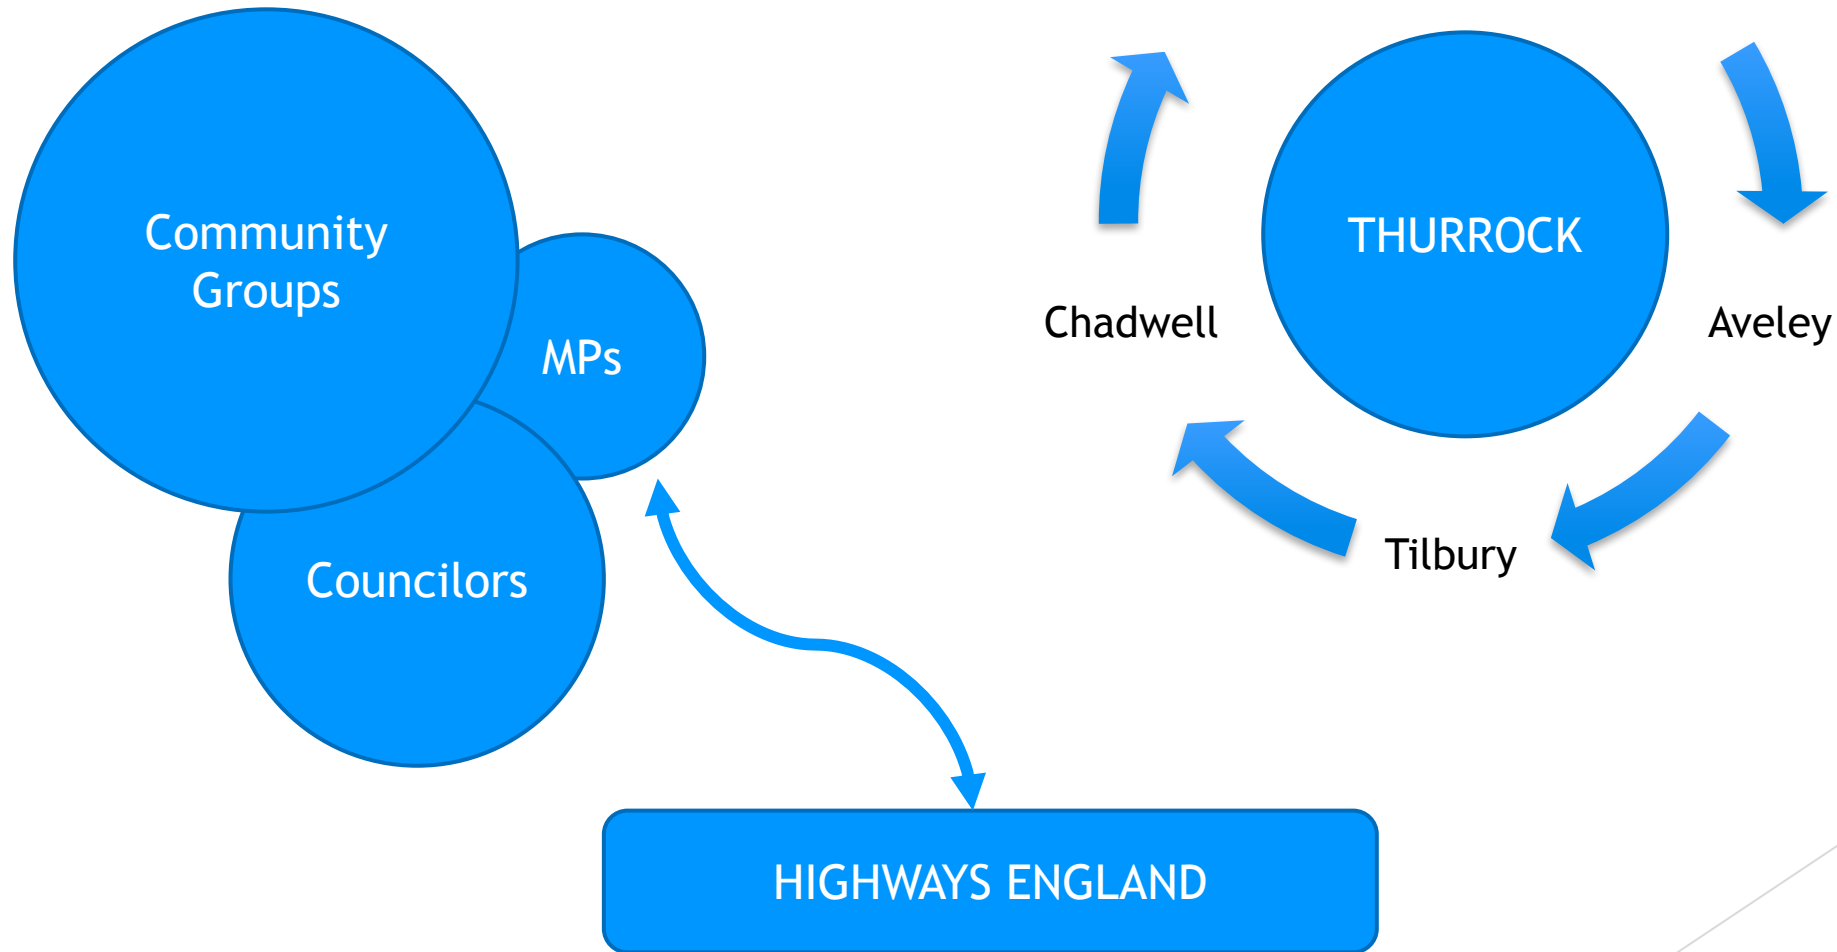 Community
Groups
MPs
Councilors
THURROCK
Chadwell
Aveley
Tilbury
HIGHWAYS ENGLAND